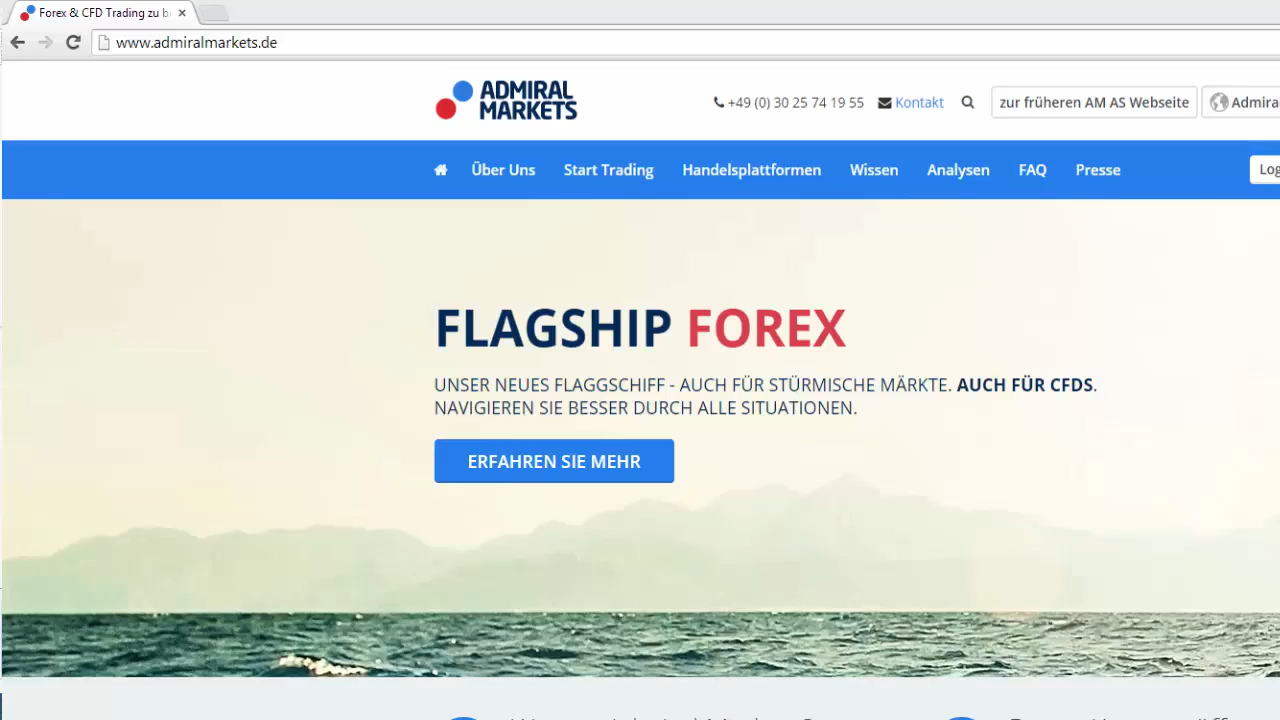 Forex & CFD Trading zu b
www.admiralmarkets.de
ADMIRAL
MARKETS
+49 (0) 30 25 74 19 55
Kontakt
zur früheren AM AS Webseite
Admiral
Über Uns
Start Trading
Handelsplattformen
Wissen
Analysen
FAQ
Presse
Log
FLAGSHIP FOREX
UNSER NEUES FLAGGSCHIFF - AUCH FÜR STÜRMISCHE MÄRKTE. AUCH FÜR CFDS.
NAVIGIEREN SIE BESSER DURCH ALLE SITUATIONEN.
ERFAHREN SIE MEHR